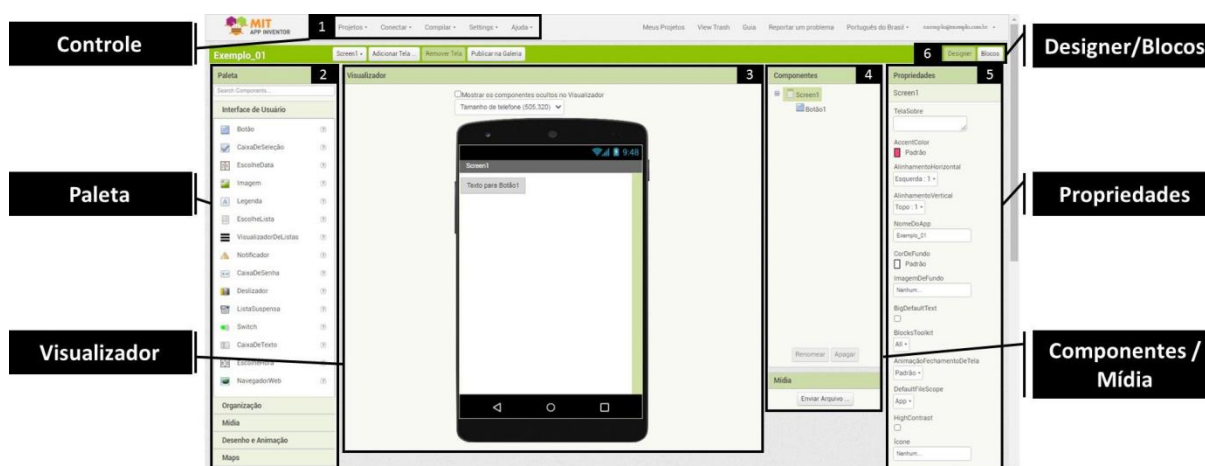 Controle
Paleta
Visualizador
MIT
APP INVENTOR
1
Projetos
Conectar
Compilar
Settings
Ajuda
Meus Projetos
View Trash
Guia
Reportar um problema
Português do Brasil
Exemplo_01
Screen1
Adicionar Tela ...
Remover Tela
Publicar na Galeria
6
Designer
Blocos
Paleta
2
Search Components...
Interface de Usuário
Botão
CaixaDeSeleção
EscolheData
Imagem
Legenda
EscolheLista
VisualizadorDeListas
Notificador
CaixaDeSenha
Deslizador
ListaSuspensa
Switch
CaixaDeTexto
EscolheHora
NavegadorWeb
Organização
Mídia
Desenho e Animação
Maps
Visualizador
3
Mostrar os componentes ocultos no Visualizador
Tamanho de telefone (505,320)
9:48
Screen1
Texto para Botão1
Componentes
4
Screen1
Botão1
Renomear
Apagar
Mídia
Enviar Arquivo ...
Propriedades
5
Screen1
TelaSobre
AccentColor
Padrão
AlinhamentoHorizontal
Esquerda : 1
AlinhamentoVertical
Topo : 1
NomeDoApp
Exemplo_01
CorDeFundo
Padrão
ImagemDeFundo
Nenhum...
BigDefaultText
BlocksToolkit
All
AnimaçãoFechamentoDeTela
Padrão
DefaultFileScope
App
HighContrast
Ícone
Nenhum...
Designer/Blocos
Propriedades
Componentes /
Mídia